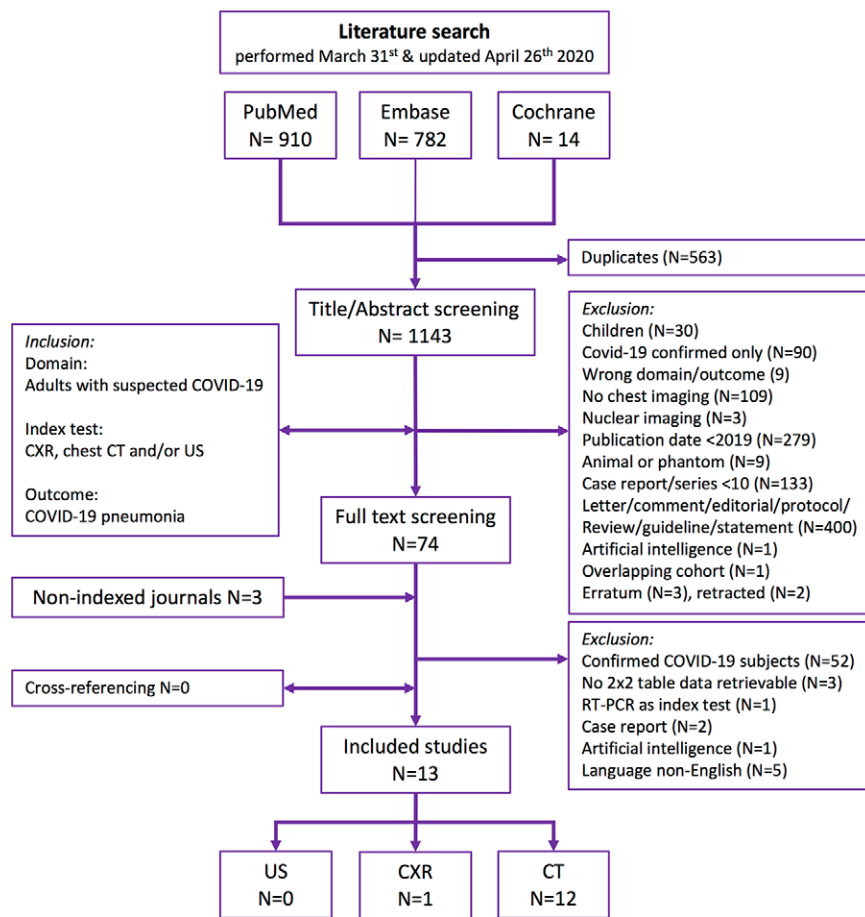 Literature search
performed March 31st & updated April 26th 2020
PubMed
N= 910
Embase
N= 782
Cochrane
N= 14
Duplicates (N=563)
Title/Abstract screening
N= 1143
Inclusion:
Domain:
Adults with suspected COVID-19
Index test:
CXR, chest CT and/or US
Outcome:
COVID-19 pneumonia
Exclusion:
Children (N=30)
Covid-19 confirmed only (N=90)
Wrong domain/outcome (9)
No chest imaging (N=109)
Nuclear imaging (N=3)
Publication date <2019 (N=279)
Animal or phantom (N=9)
Case report/series <10 (N=133)
Letter/comment/editorial/protocol/
Review/guideline/statement (N=400)
Artificial intelligence (N=1)
Overlapping cohort (N=1)
Erratum (N=3), retracted (N=2)
Full text screening
N=74
Non-indexed journals N=3
Cross-referencing N=0
Exclusion:
Confirmed COVID-19 subjects (N=52)
No 2x2 table data retrievable (N=3)
RT-PCR as index test (N=1)
Case report (N=2)
Artificial intelligence (N=1)
Language non-English (N=5)
Included studies
N=13
US
N=0
CXR
N=1
CT
N=12